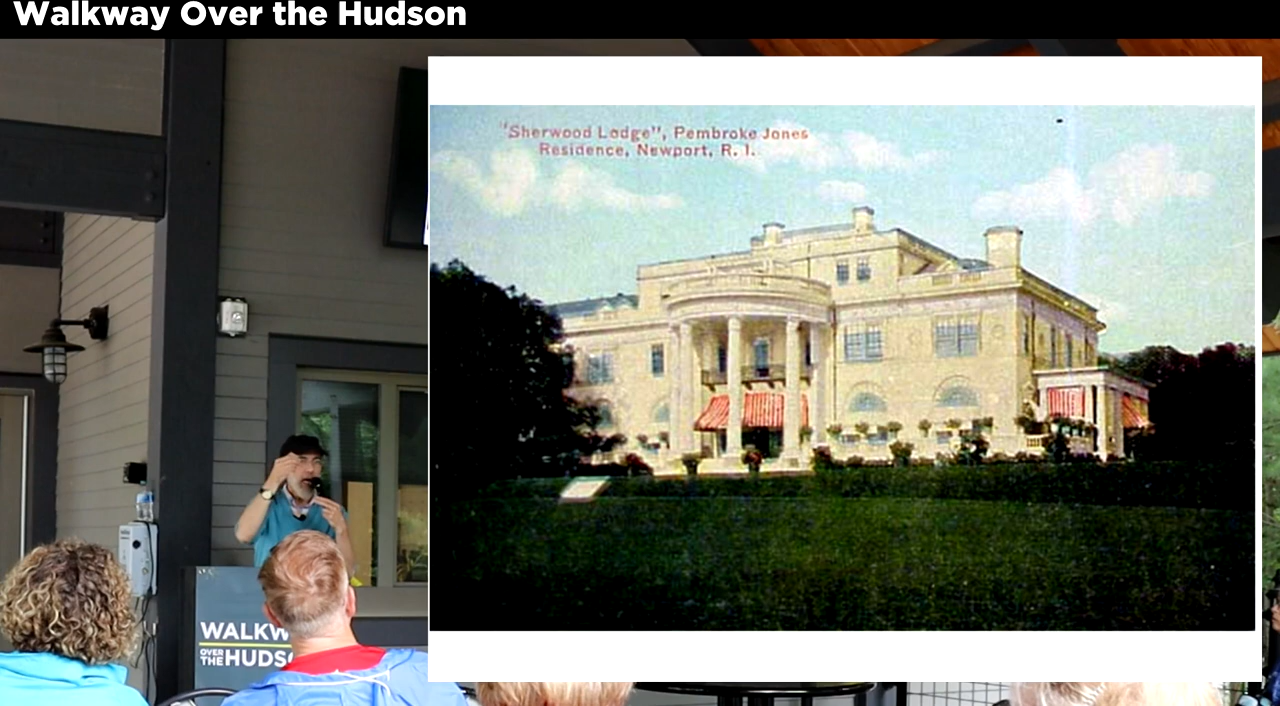 Walkway Over the Hudson
"Sherwood Lodge", Pembroke Jones
Residence, Newport, R. I.
WALKW
OVER
THE HUDS